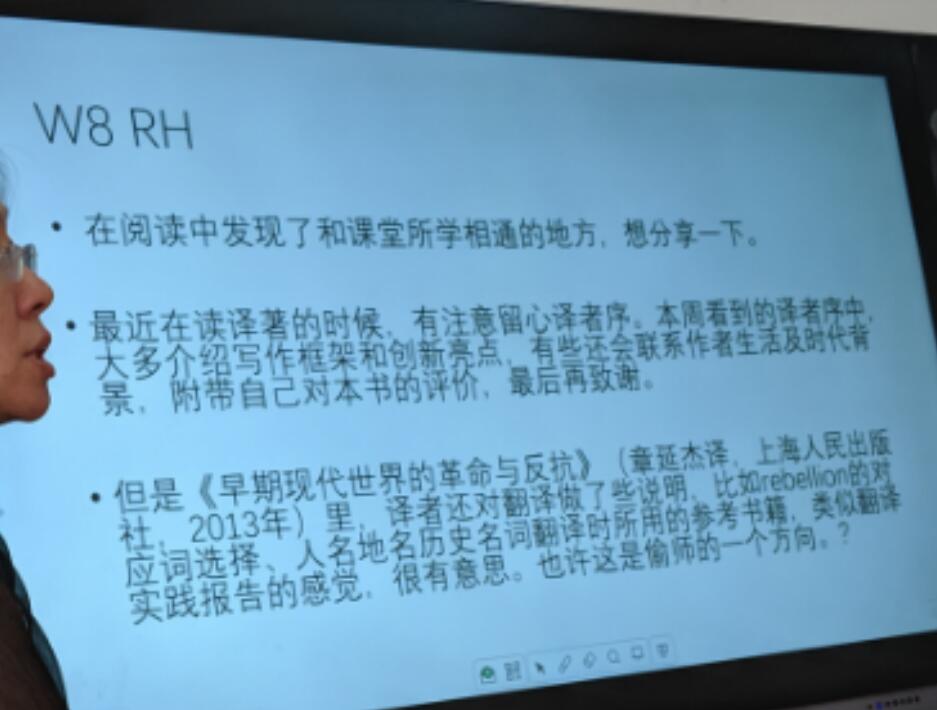 W8 RH
• 在阅读中发现了和课堂所学相通的地方，想分享一下。
• 最近在读译著的时候，有注意留心译者序。本周看到的译者序中，
大多介绍写作框架和创新亮点，有些还会联系作者生活及时代背
景，附带自己对本书的评价，最后再致谢。
• 但是《早期现代世界的革命与反抗》（章延杰译，上海人民出版
社，2013年）里，译者还对翻译做了些说明，比如rebellion的对
应词选择、人名地名历史名词翻译时所用的参考书籍，类似翻译
实践报告的感觉，很有意思。也许这是偷师的一个方向。？